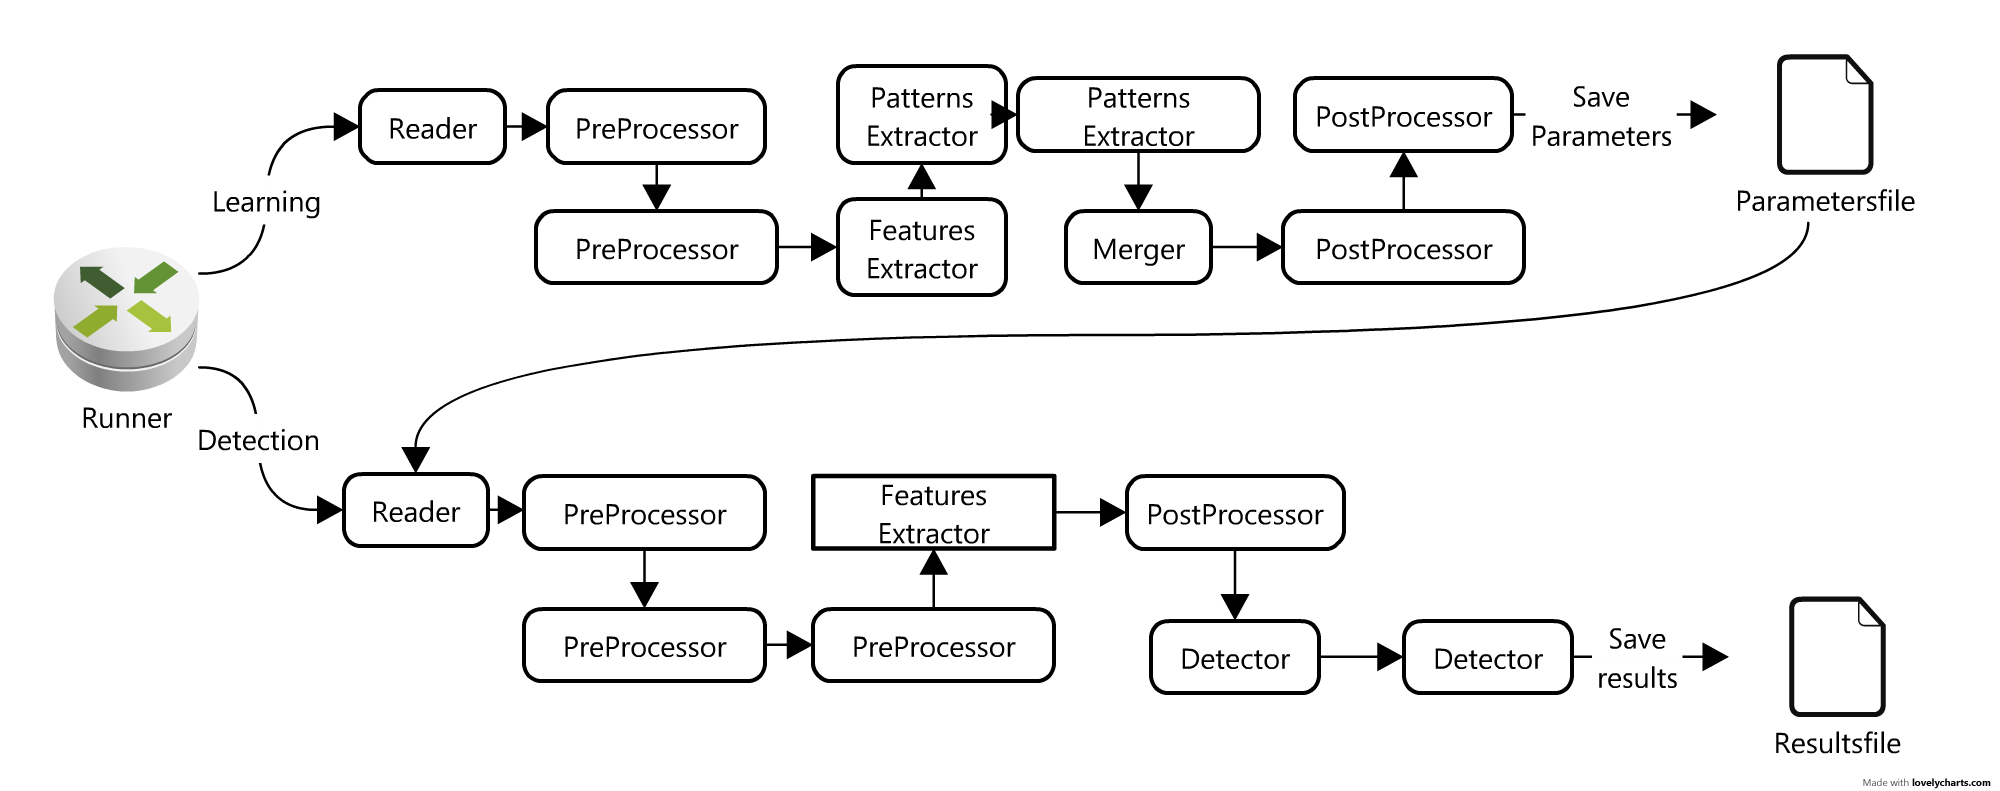 Learning
Reader
PreProcessor
PreProcessor
Features
Extractor
Patterns
Extractor
Patterns
Extractor
Merger
PostProcessor
PostProcessor
Save
Parameters
Parametersfile
Runner
Detection
Reader
PreProcessor
PreProcessor
PreProcessor
Features
Extractor
PostProcessor
Detector
Detector
Save
results
Resultsfile
Made with lovelycharts.com